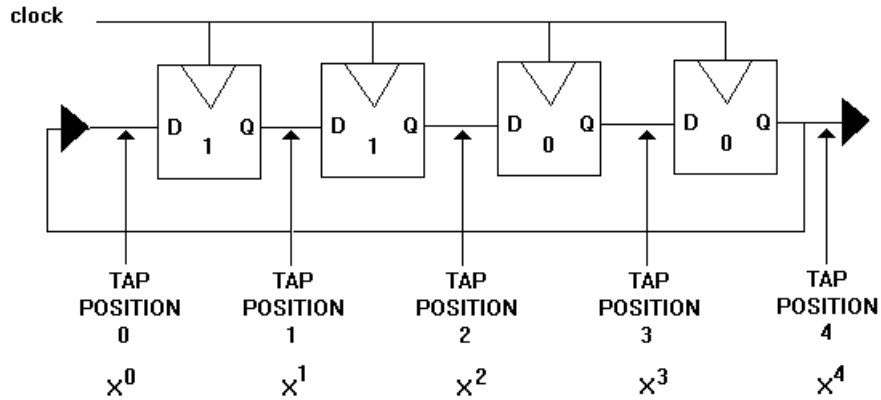 clock
D Q D Q D Q D Q
1 1 0 0
TAP TAP TAP TAP TAP
POSITION POSITION POSITION POSITION POSITION
0 1 2 3 4
x⁰ x¹ x² x³ x⁴